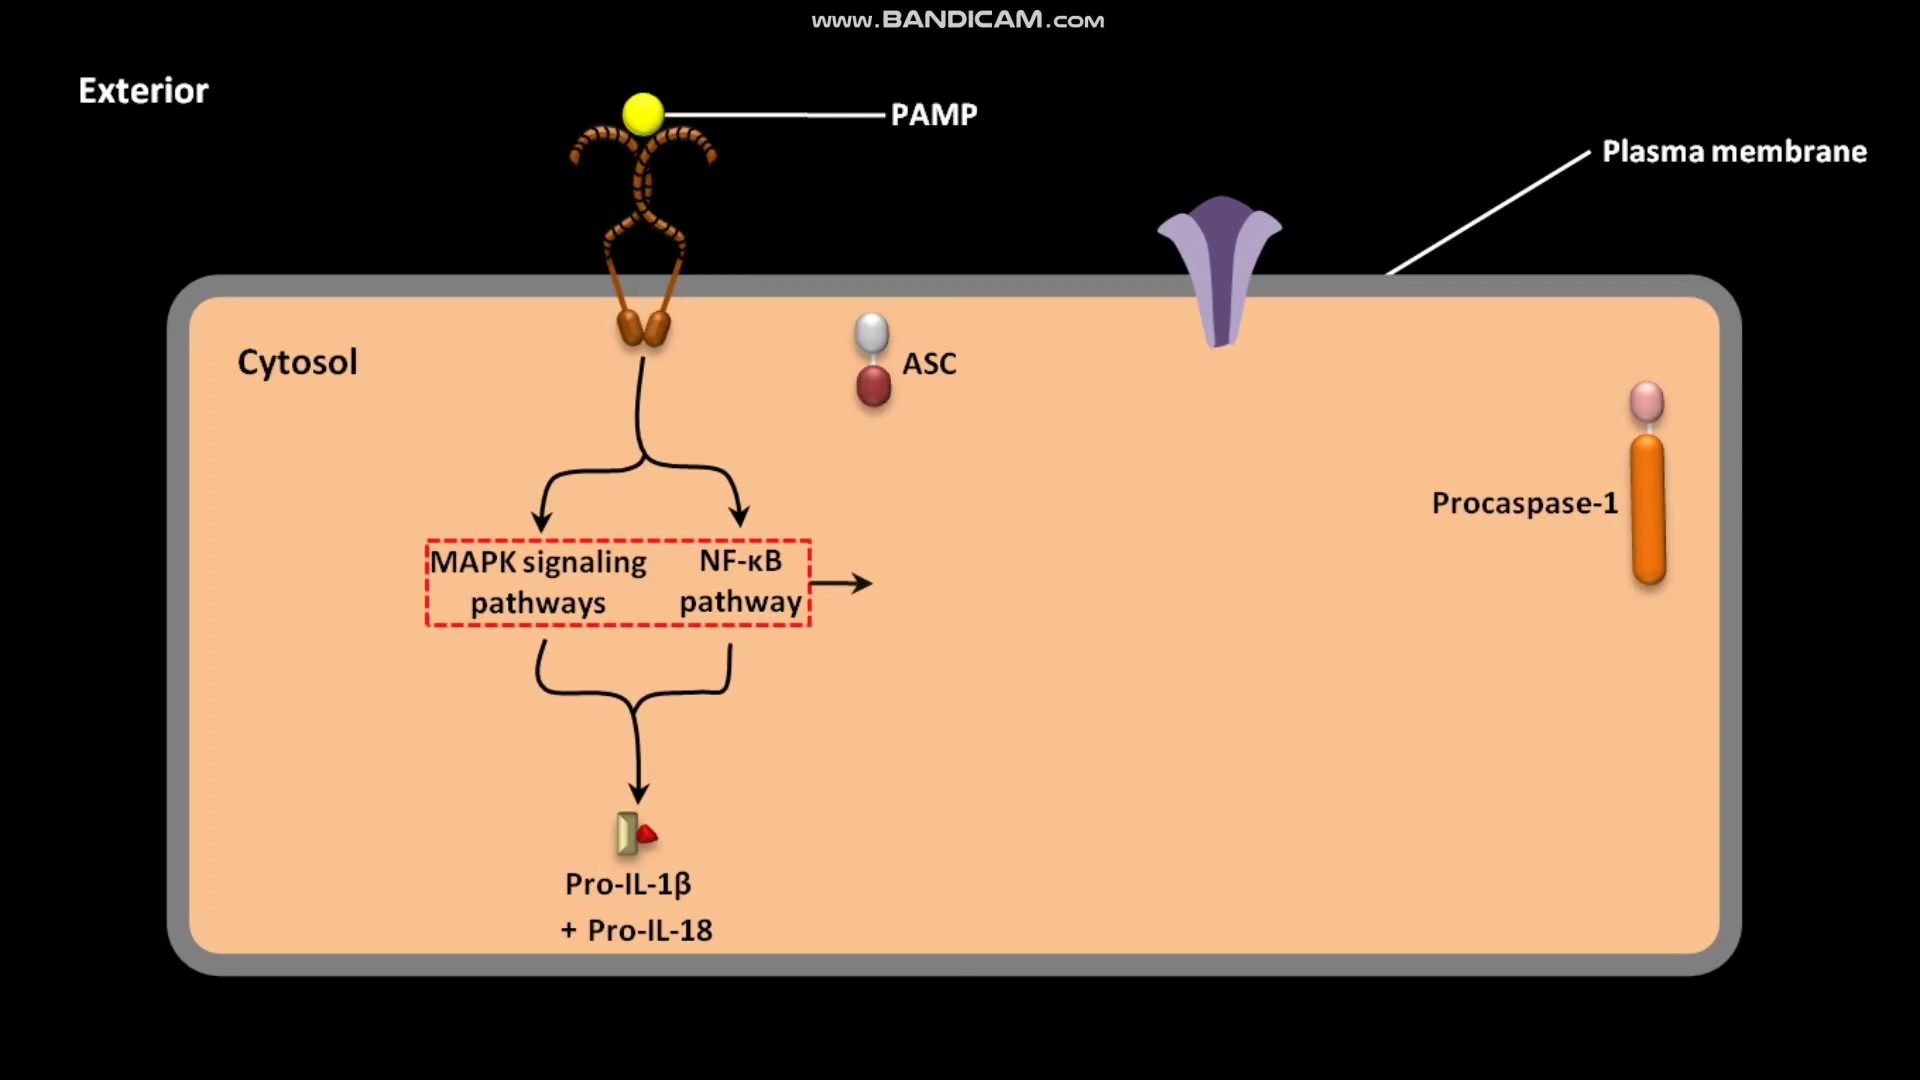 www.BANDICAM.com
Exterior
PAMP
Plasma membrane
Cytosol
ASC
Procaspase-1
MAPK signaling
pathways
NF-κB
pathway
Pro-IL-1β
+ Pro-IL-18